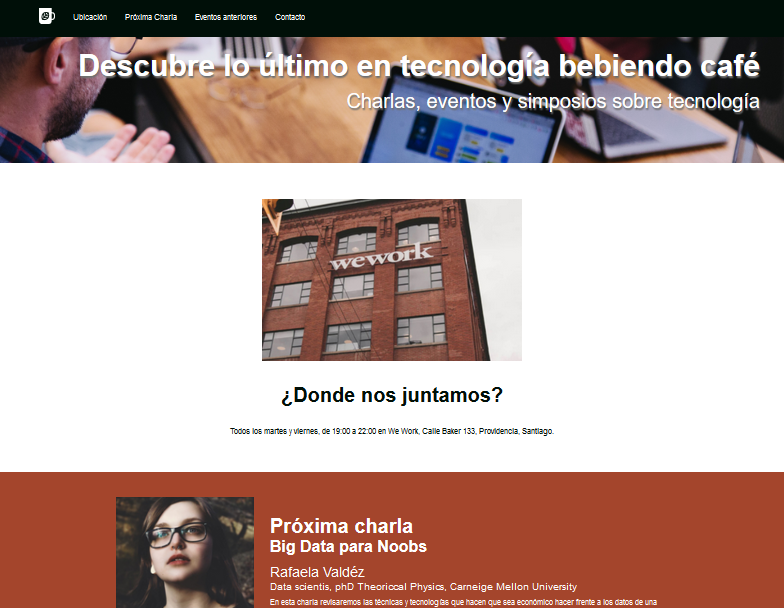 Ubicación Próxima Charla Eventos anteriores Contacto
Descubre lo último en tecnología bebiendo café
Charlas, eventos y simposios sobre tecnología
wework
¿Donde nos juntamos?
Todos los martes y viernes, de 19:00 a 22:00 en We Work, Calle Baker 133, Providencia, Santiago.
Próxima charla
Big Data para Noobs
Rafaela Valdéz
Data scientis, phD Theoriccal Physics, Carneige Mellon University
En esta charla revisaremos las técnicas y tecnologías que hacen que sea económico hacer frente a los datos de una